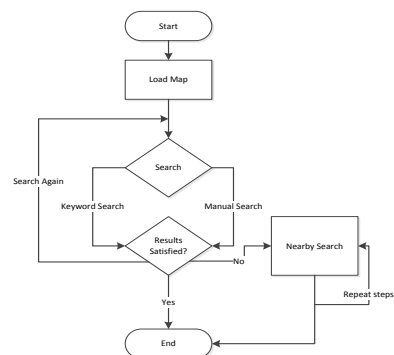 Start
Load Map
Search
Search Again
Keyword Search
Manual Search
Results
Satisfied?
No
Nearby Search
Repeat steps
Yes
End